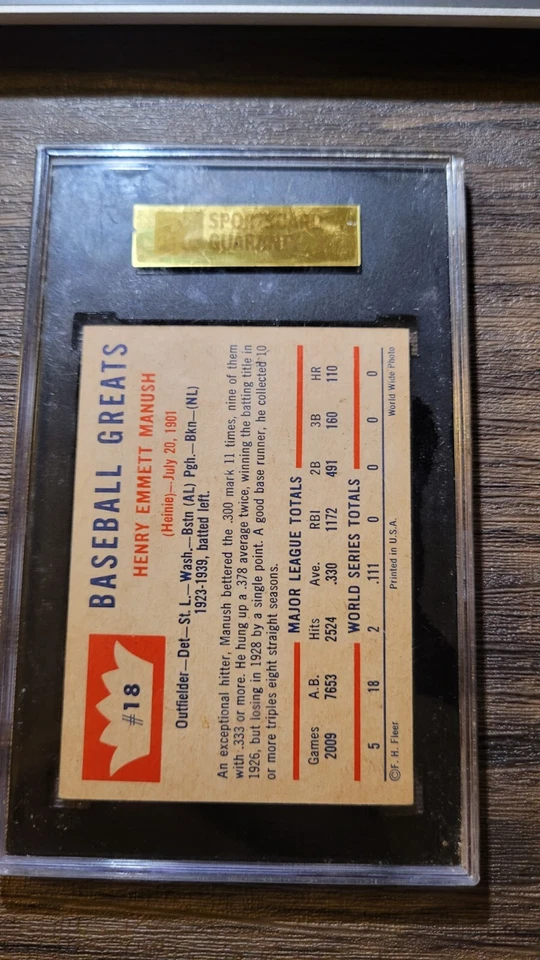 SPORTSCARD
GUARANTY
BASEBALL GREATS
#18
HENRY EMMETT MANUSH
(Heinie)—July 20, 1901
Outfielder—Det—St. L.—Wash.—Bstn (AL) Pgh.—Bkn—(NL)
1923-1939, batted left.
An exceptional hitter, Manush bettered the .300 mark 11 times, nine of them
with .333 or more. He hung up a .378 average twice, winning the batting title in
1926, but losing in 1928 by a single point. A good base runner, he collected 10
or more triples eight straight seasons.
MAJOR LEAGUE TOTALS
Games A.B. Hits Ave. RBI 2B 3B HR
2009 7653 2524 .330 1172 491 160 110
WORLD SERIES TOTALS
5 18 2 .111 0 0 0 0
©F. H. Fleer Printed in U.S.A. World Wide Photo